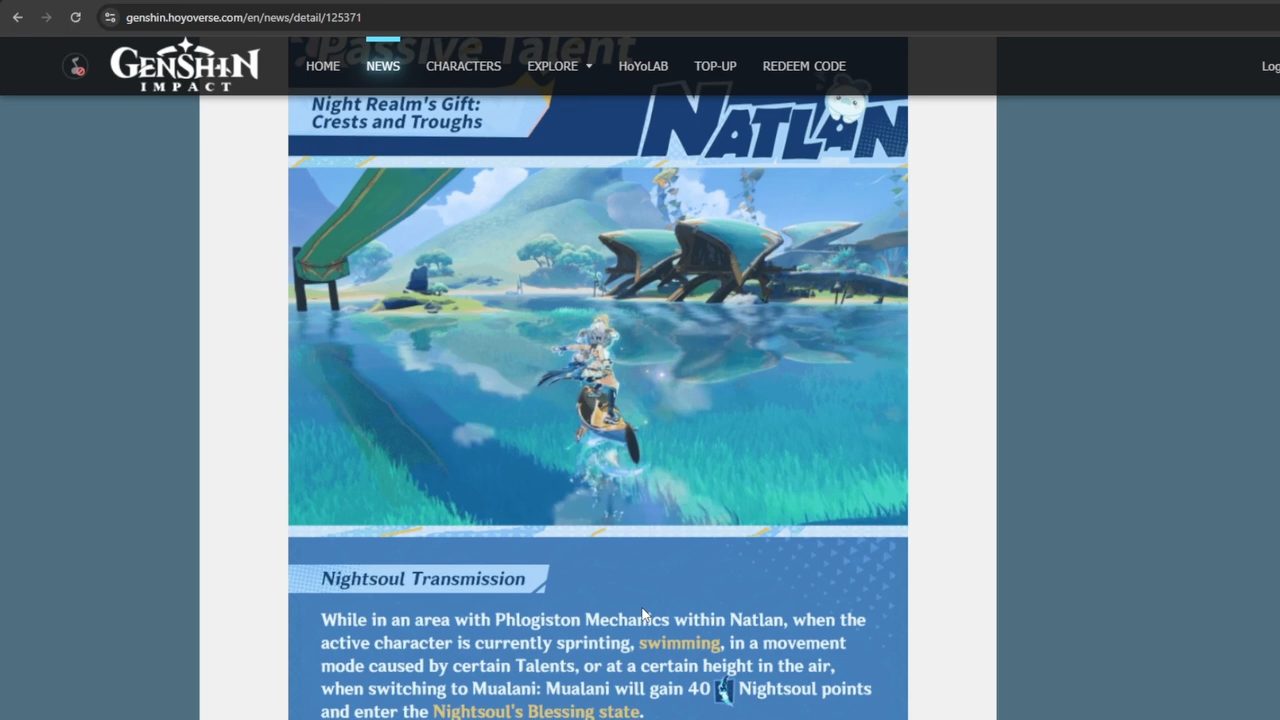 genshin.hoyoverse.com/en/news/detail/125371
Passive Talent
GENSHIN
IMPACT
HOME
NEWS
CHARACTERS
EXPLORE
HoYoLAB
TOP-UP
REDEEM CODE
Log
Night Realm's Gift:
Crests and Troughs
NATLAN
Nightsoul Transmission
While in an area with Phlogiston Mechanics within Natlan, when the
active character is currently sprinting, swimming, in a movement
mode caused by certain Talents, or at a certain height in the air,
when switching to Mualani: Mualani will gain 40 Nightsoul points
and enter the Nightsoul's Blessing state.